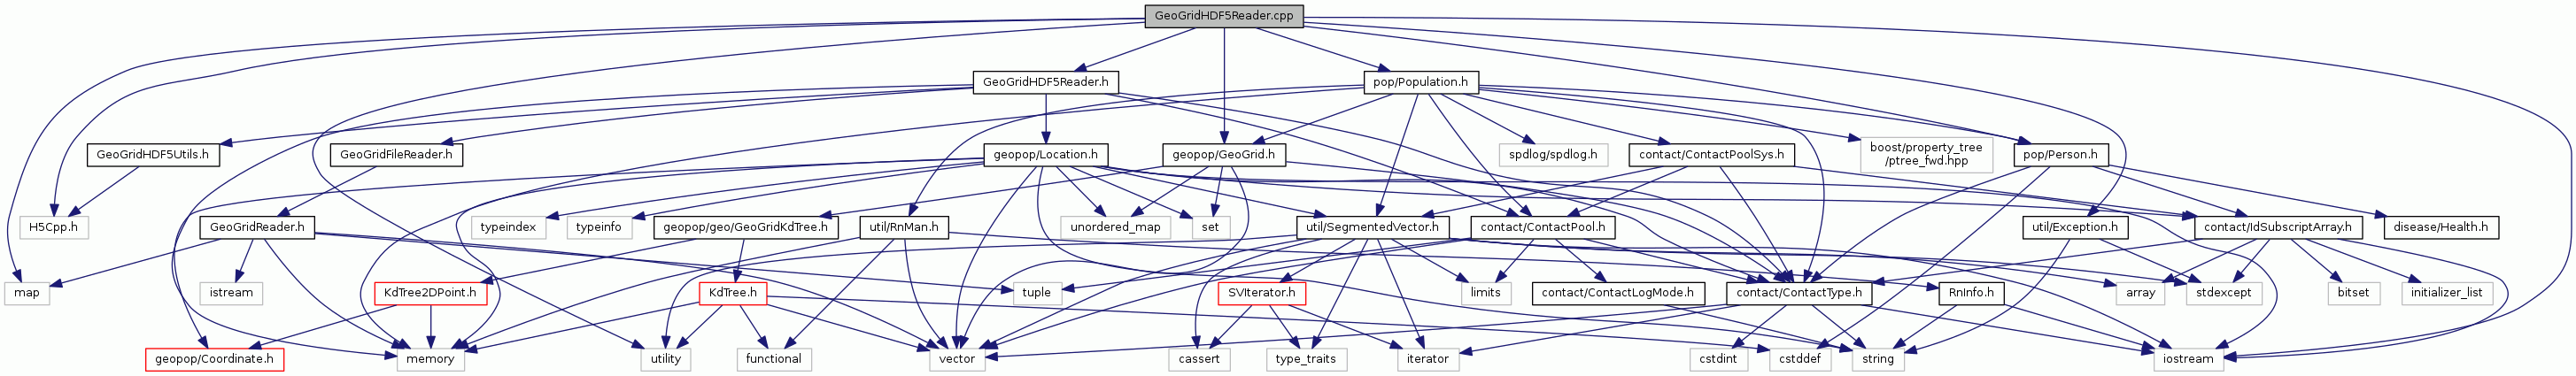 GeoGridHDF5Reader.cpp
GeoGridHDF5Reader.h
pop/Population.h
GeoGridHDF5Utils.h
GeoGridFileReader.h
geopop/Location.h
geopop/GeoGrid.h
spdlog/spdlog.h
contact/ContactPoolSys.h
boost/property_tree
/ptree_fwd.hpp
pop/Person.h
H5Cpp.h
GeoGridReader.h
typeindex
typeinfo
geopop/geo/GeoGridKdTree.h
util/RnMan.h
unordered_map
set
util/SegmentedVector.h
contact/ContactPool.h
util/Exception.h
contact/IdSubscriptArray.h
disease/Health.h
map
istream
KdTree2DPoint.h
KdTree.h
tuple
SVIterator.h
limits
contact/ContactLogMode.h
contact/ContactType.h
RnInfo.h
array
stdexcept
bitset
initializer_list
geopop/Coordinate.h
memory
utility
functional
vector
cassert
type_traits
iterator
cstdint
cstddef
string
iostream